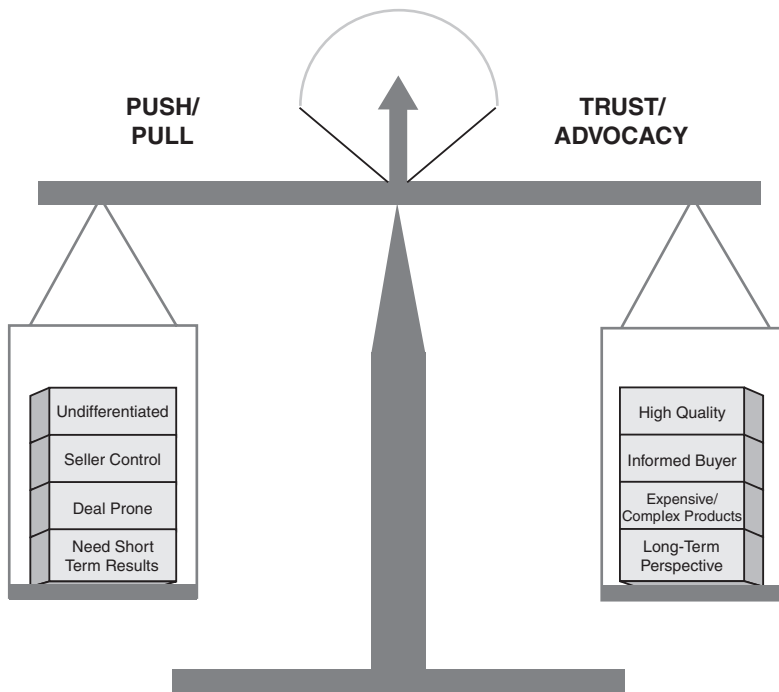 PUSH/
PULL
TRUST/
ADVOCACY
Undifferentiated
Seller Control
Deal Prone
Need Short
Term Results
High Quality
Informed Buyer
Expensive/
Complex Products
Long-Term
Perspective